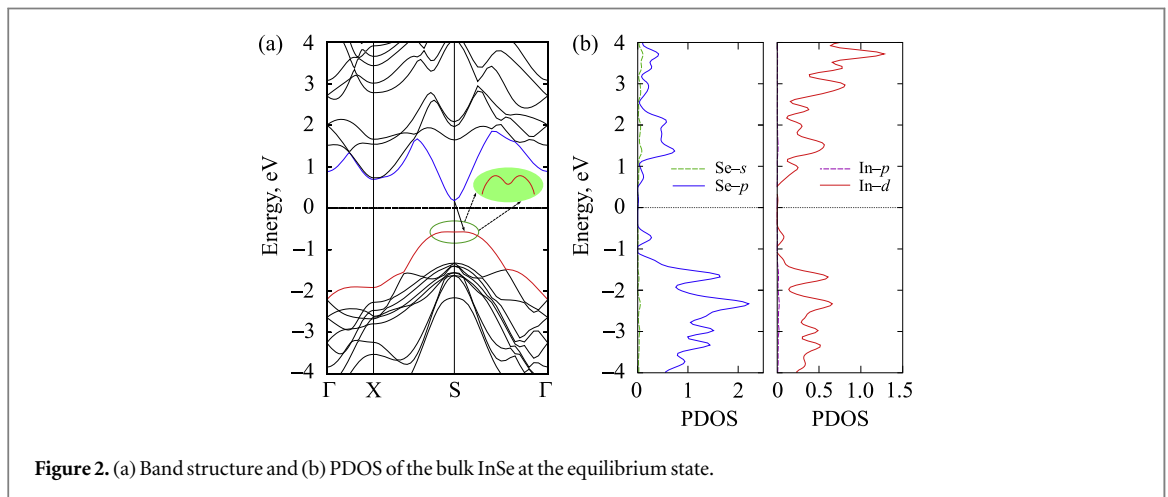 (a)
(b)
Energy, eV
4
3
2
1
0
−1
−2
−3
−4
Γ
X
S
Γ
Energy, eV
4
3
2
1
0
−1
−2
−3
−4
Se–s
Se–p
0
1
2
PDOS
In–p
In–d
0
0.5
1.0
1.5
PDOS
Figure 2. (a) Band structure and (b) PDOS of the bulk InSe at the equilibrium state.